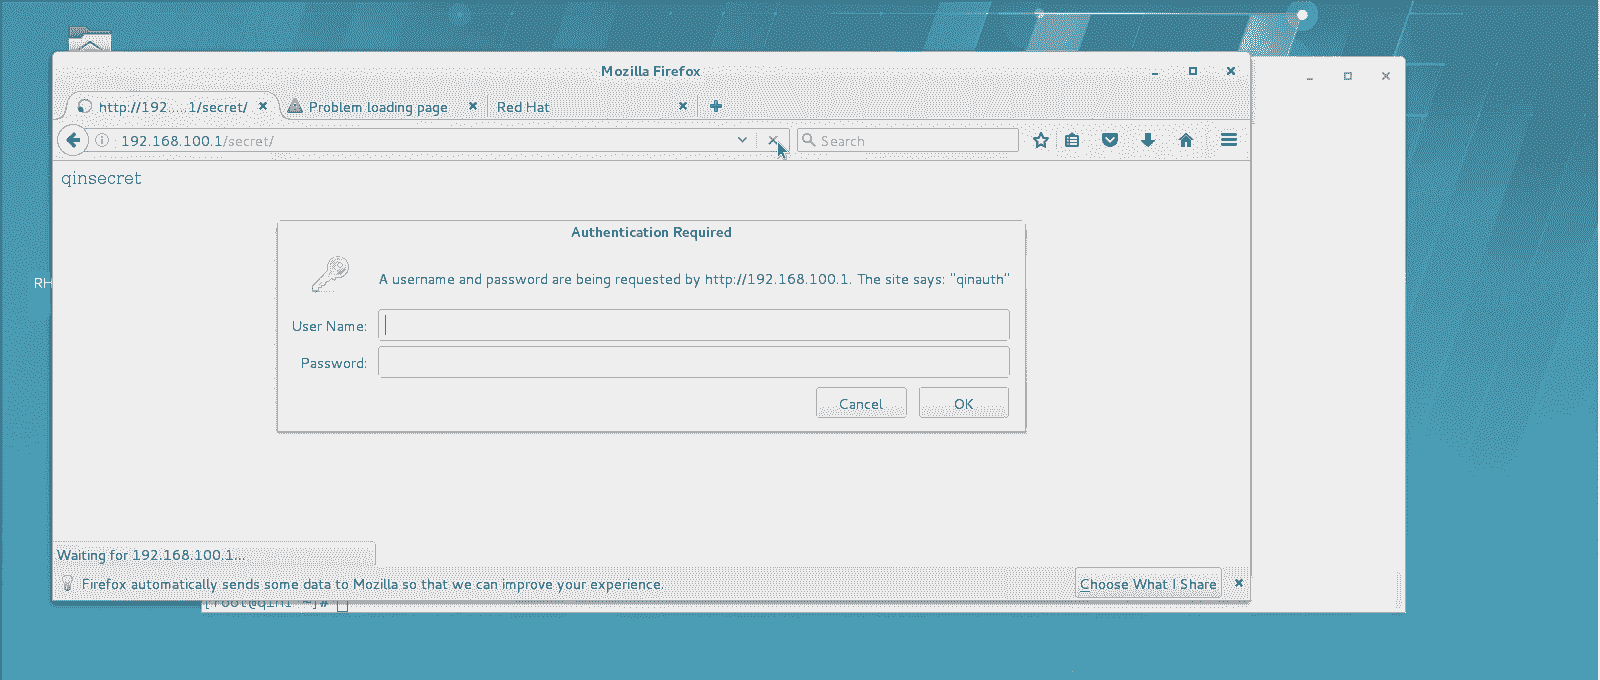 Mozilla Firefox
http://192.....1/secret/
Problem loading page
Red Hat
192.168.100.1/secret/
Search
qinsecret
Authentication Required
A username and password are being requested by http://192.168.100.1. The site says: "qinauth"
User Name:
Password:
Cancel
OK
RH
Waiting for 192.168.100.1...
Firefox automatically sends some data to Mozilla so that we can improve your experience.
Choose What I Share
[root@qin1 ~]#